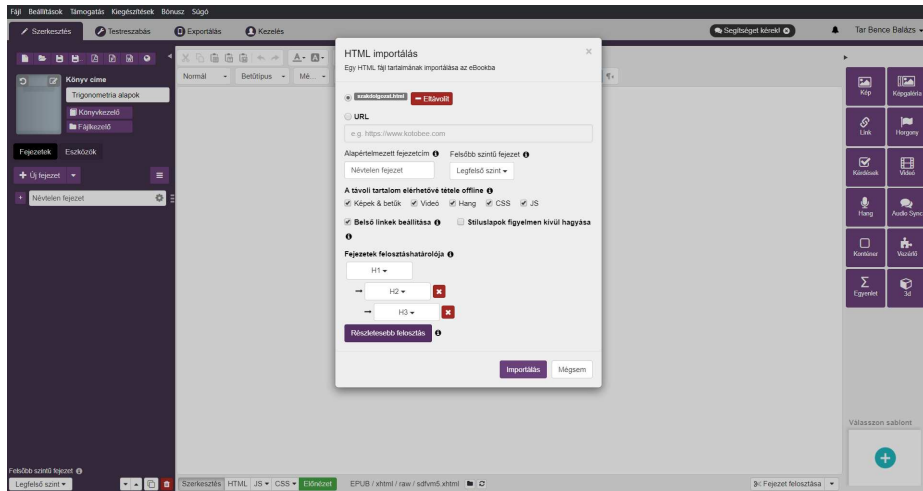 Fájl Beállítások Támogatás Kiegészítések Bónusz Súgó
Szerkesztés Testreszabás Exportálás Kezelés Segítséget kérek! Tar Bence Balázs
Könyv címe
Trigonometria alapok
Könyvkezelő
Fájlkezelő
Fejezetek Eszközök
+ Új fejezet
Névtelen fejezet
Normál Betűtípus Mé...
HTML importálás
Egy HTML fájl tartalmának importálása az eBookba
szakdolgozat.html Eltávolít
URL
e.g. https://www.kotobee.com
Alapértelmezett fejezetcím Felsőbb szintű fejezet
Névtelen fejezet Legfelső szint
A távoli tartalom elérhetővé tétele offline
Képek & betűk Videó Hang CSS JS
Belső linkek beállítása Stíluslapok figyelmen kívül hagyása
Fejezetek felosztáshatárolója
H1
H2
H3
Részletesebb felosztás
Importálás Mégsem
Kép Képgaléria
Link Horgony
Kérdések Videó
Hang Audio Sync
Konténer Vezérlő
Egyenlet 3d
Válasszon sablont
Felsőbb szintű fejezet
Legfelső szint
Szerkesztés HTML JS CSS Előnézet EPUB / xhtml / raw / sdfvm5.xhtml Fejezet felosztása